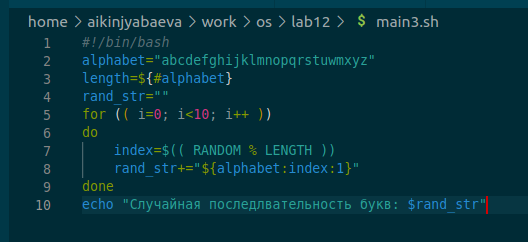 home > aikinjyabaeva > work > os > lab12 > $ main3.sh
1 #!/bin/bash
2 alphabet="abcdefghijklmnopqrstuwmxyz"
3 length=${#alphabet}
4 rand_str=""
5 for (( i=0; i<10; i++ ))
6 do
7 index=$(( RANDOM % LENGTH ))
8 rand_str+="${alphabet:index:1}"
9 done
10 echo "Случайная последлвательность букв: $rand_str"